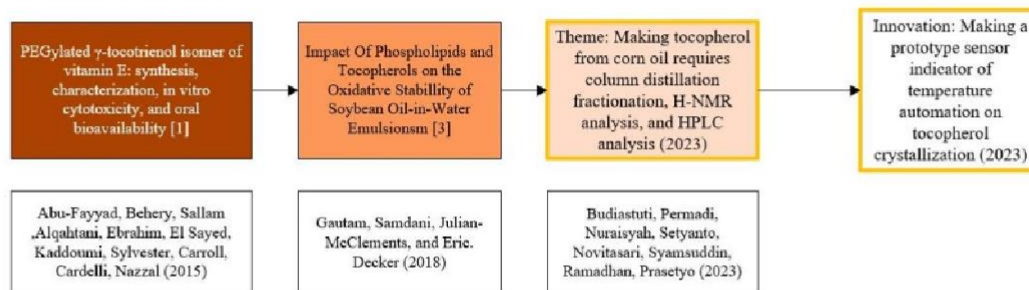 PEGylated γ-tocotrienol isomer of
vitamin E: synthesis,
characterization, in vitro
cytotoxicity, and oral
bioavailability [1]
Impact Of Phospholipids and
Tocopherols on the
Oxidative Stabillity of
Soybean Oil-in-Water
Emulsionsm [3]
Theme: Making tocopherol
from corn oil requires
column distillation
fractionation, H-NMR
analysis, and HPLC
analysis (2023)
Innovation: Making a
prototype sensor
indicator of
temperature
automation on
tocopherol
crystallization (2023)
Abu-Fayyad, Behery, Sallam
,Alqahtani, Ebrahim, El Sayed,
Kaddoumi, Sylvester, Carroll,
Cardelli, Nazzal (2015)
Gautam, Samdani, Julian-
McClements, and Eric.
Decker (2018)
Budiastuti, Permadi,
Nuraisyah, Setyanto,
Novitasari, Syamsuddin,
Ramadhan, Prasetyo (2023)